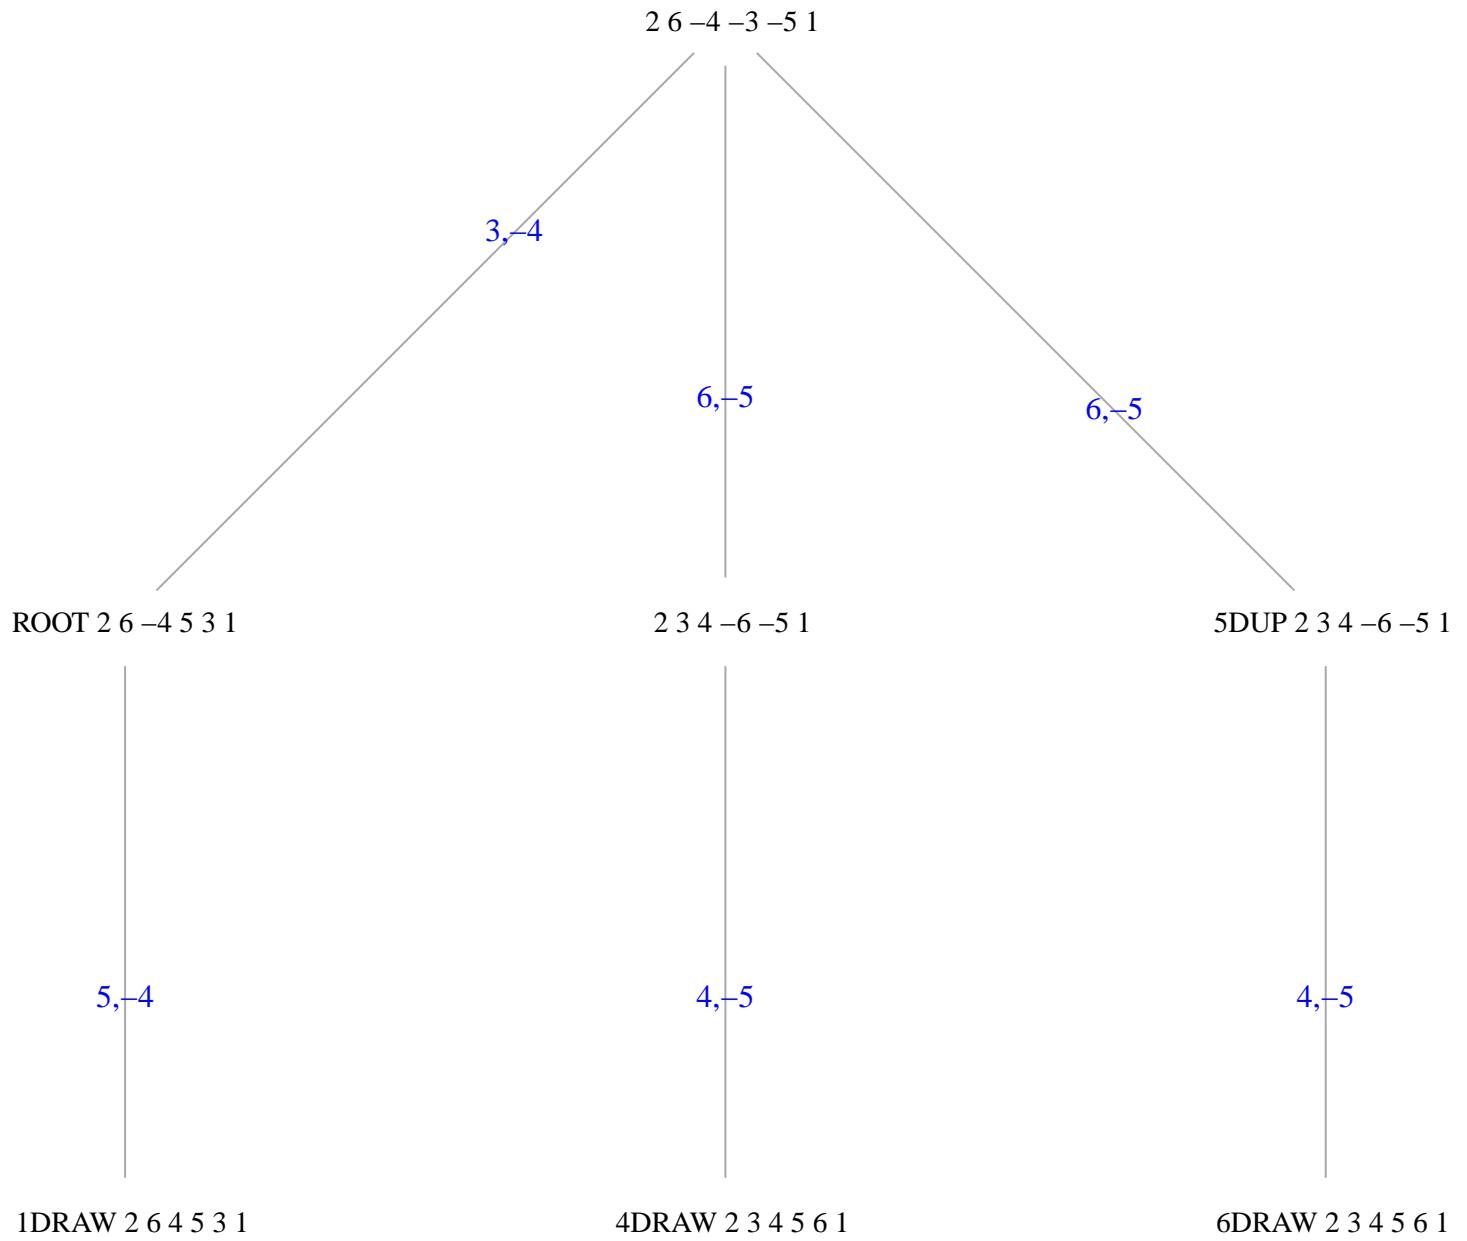 2 6 –4 –3 –5 1
3,–4
6,–5
6,–5
ROOT 2 6 –4 5 3 1
2 3 4 –6 –5 1
5DUP 2 3 4 –6 –5 1
5,–4
4,–5
4,–5
1DRAW 2 6 4 5 3 1
4DRAW 2 3 4 5 6 1
6DRAW 2 3 4 5 6 1